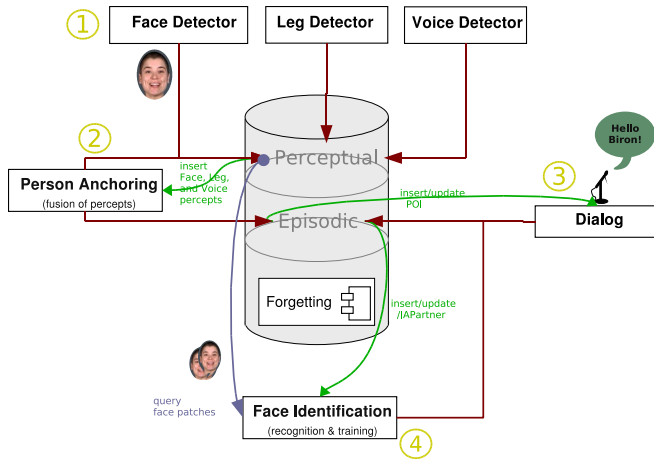 1
Face Detector
Leg Detector
Voice Detector
Hello
Biron!
2
Perceptual
Person Anchoring
(fusion of percepts)
insert
Face, Leg,
and Voice
percepts
3
insert/update
POI
Episodic
Dialog
Forgetting
insert/update
/IAPartner
query
face patches
Face Identification
(recognition & training)
4